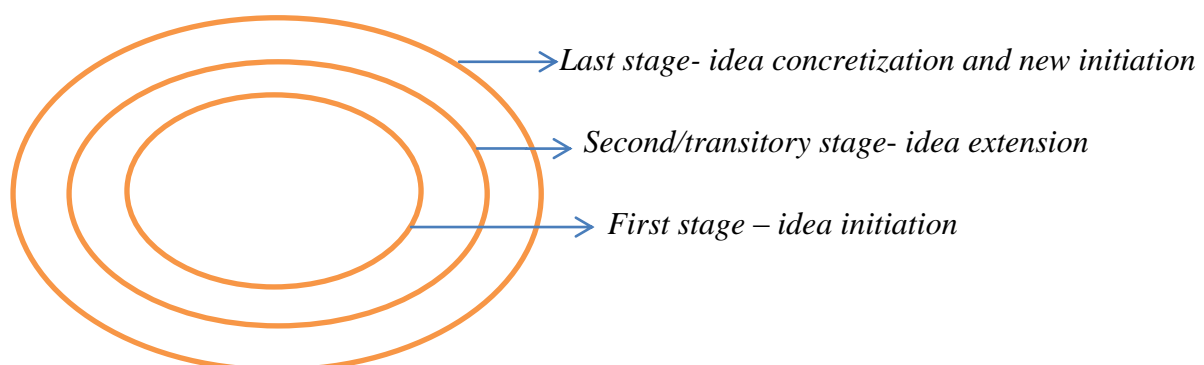 Last stage- idea concretization and new initiation
Second/transitory stage- idea extension
First stage – idea initiation